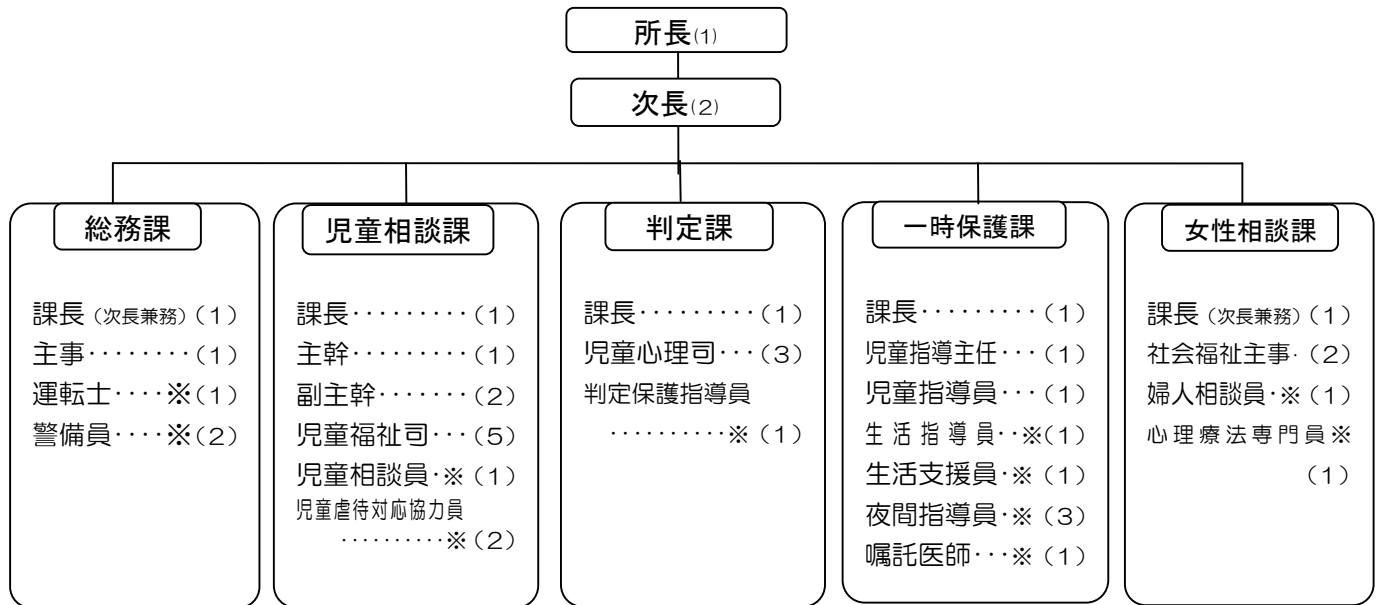 所長(1)
次長(2)
総務課
課長（次長兼務）(1)
主事········(1)
運転士····※(1)
警備員····※(2)
児童相談課
課長·········(1)
主幹·········(1)
副主幹·······(2)
児童福祉司···(5)
児童相談員·※(1)
児童虐待対応協力員
··········※(2)
判定課
課長·········(1)
児童心理司···(3)
判定保護指導員
··········※(1)
一時保護課
課長·········(1)
児童指導主任···(1)
児童指導員···(1)
生活指導員··※(1)
生活支援員·※(1)
夜間指導員·※(3)
嘱託医師···※(1)
女性相談課
課長（次長兼務）(1)
社会福祉主事·(2)
婦人相談員·※(1)
心理療法専門員※
(1)